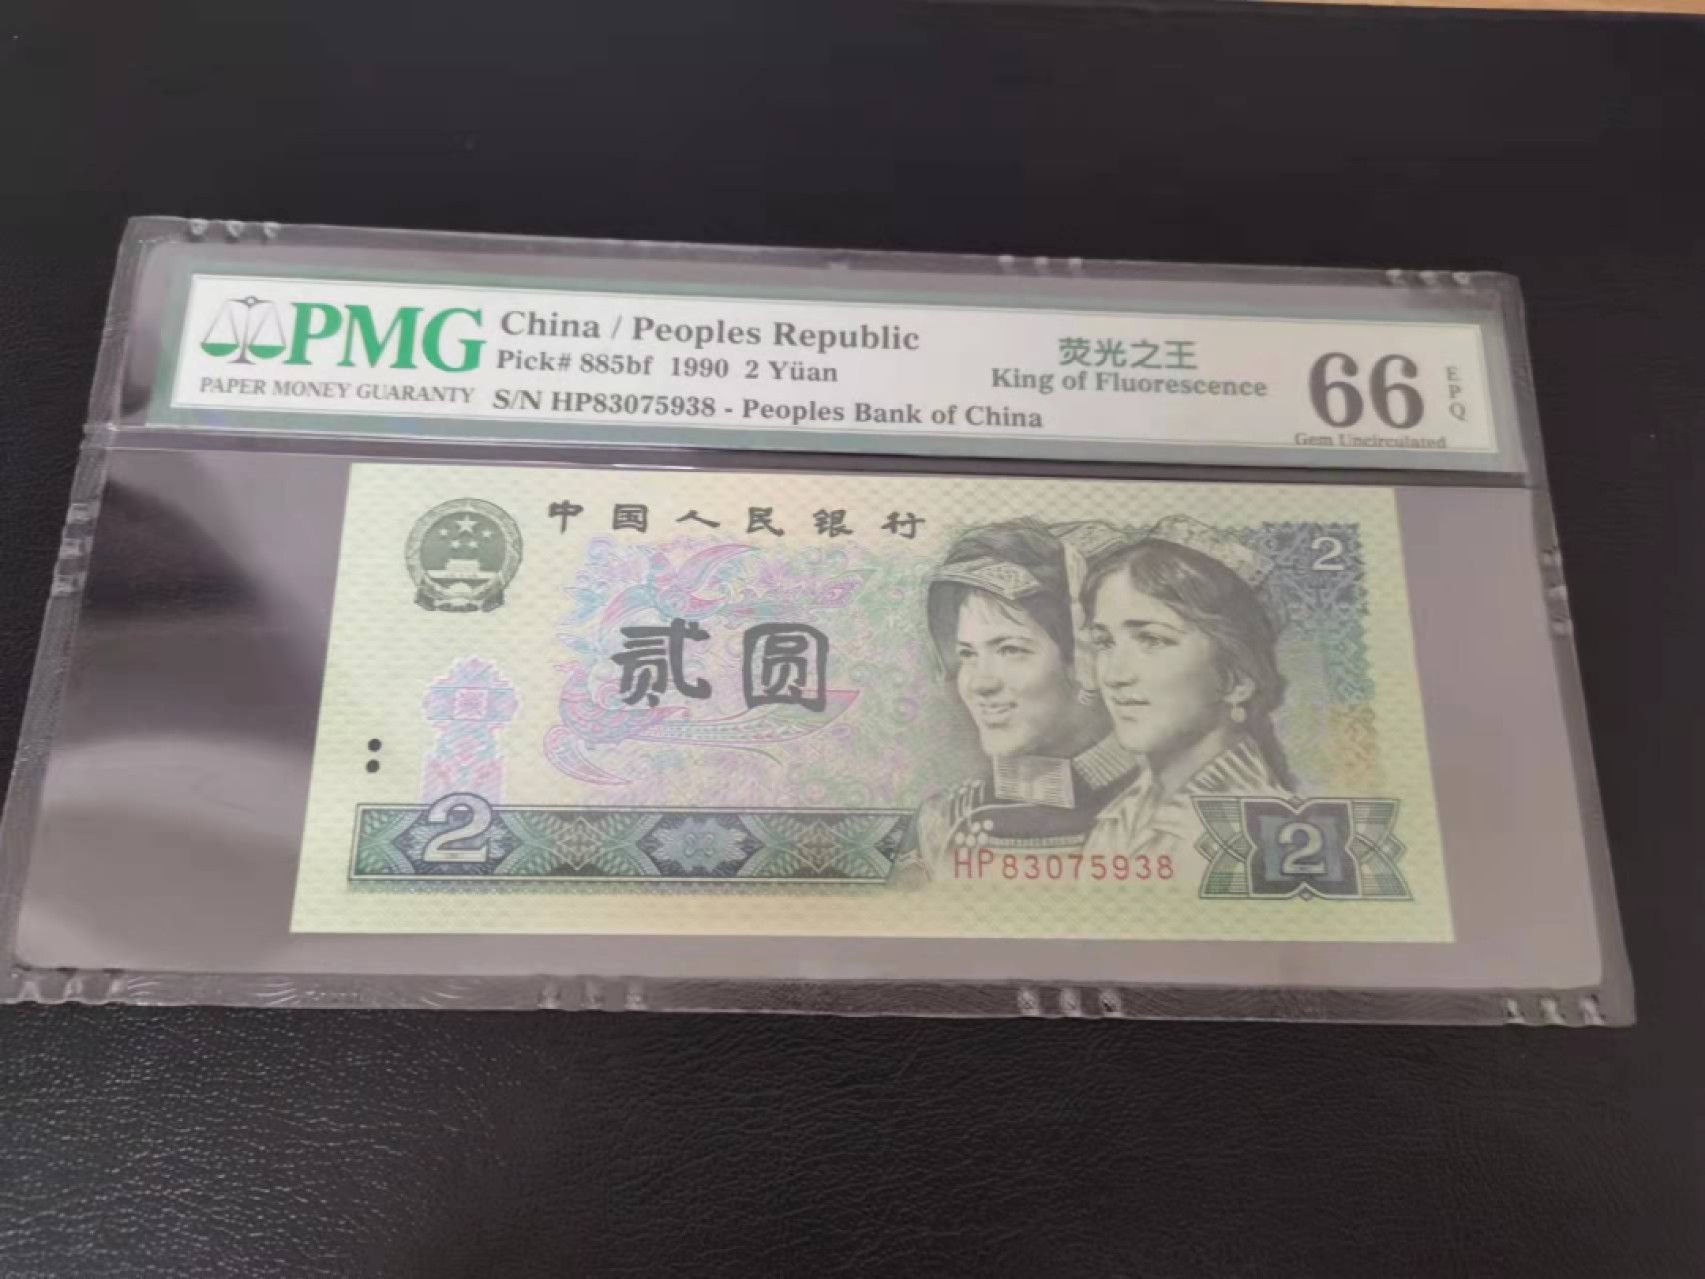 PMG
PAPER MONEY GUARANTY
China / Peoples Republic
Pick# 885bf 1990 2 Yüan
S/N HP83075938 - Peoples Bank of China
荧光之王
King of Fluorescence
66
EPQ
Gem Uncirculated
中国人民银行
2
贰圆
2
HP83075938
2